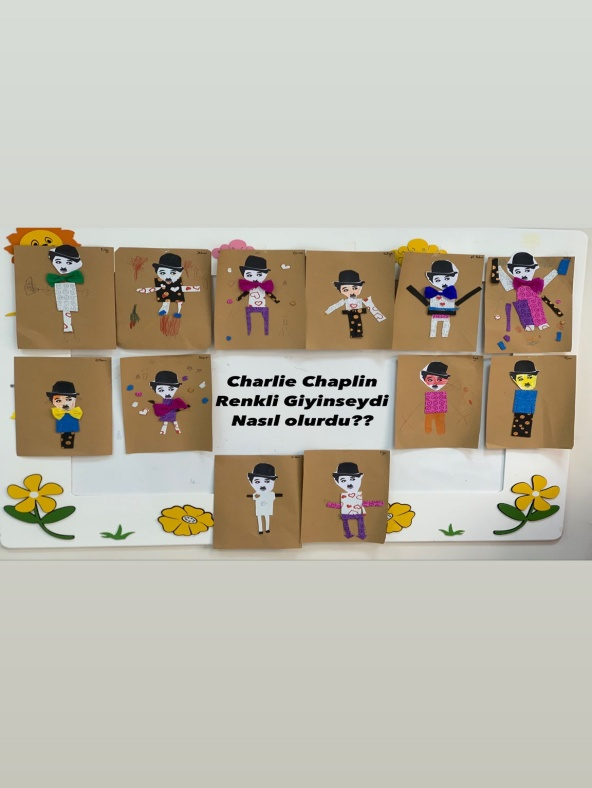 Charlie Chaplin
Renkli Giyinseydi
Nasıl olurdu??